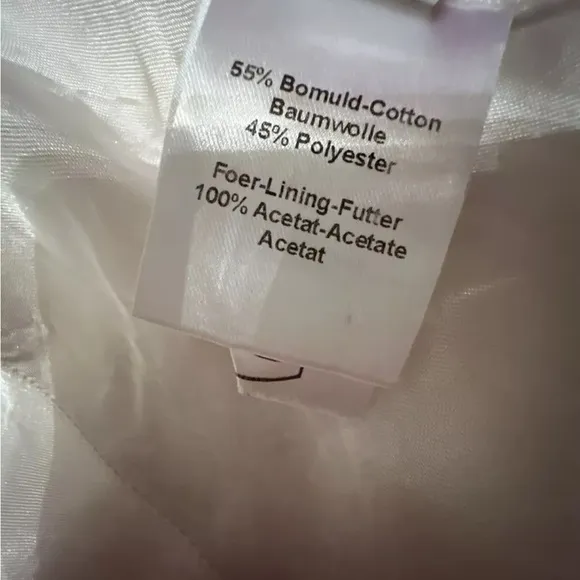 55% Bomuld-Cotton
Baumwolle
45% Polyester
Foer-Lining-Futter
100% Acetat-Acetate
Acetat